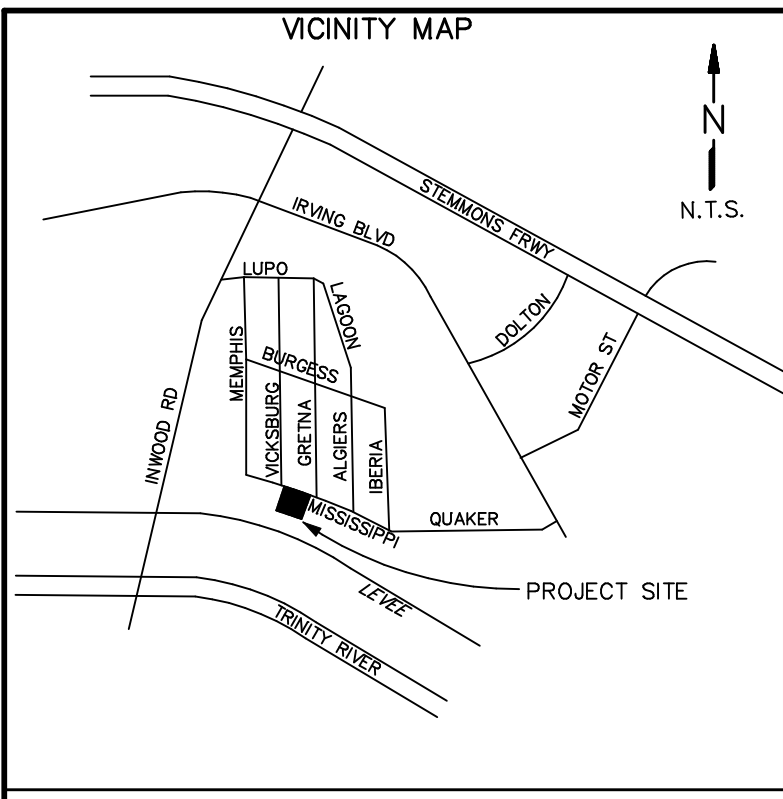 VICINITY MAP
N
N.T.S.
STEMMONS FRWY
IRVING BLVD
LUPO
LAGOON
DOLTON
MOTOR ST
MEMPHIS
BURGESS
VICKSBURG
GRETNA
ALGIERS
IBERIA
INWOOD RD
MISSISSIPPI
QUAKER
PROJECT SITE
LEVEE
TRINITY RIVER